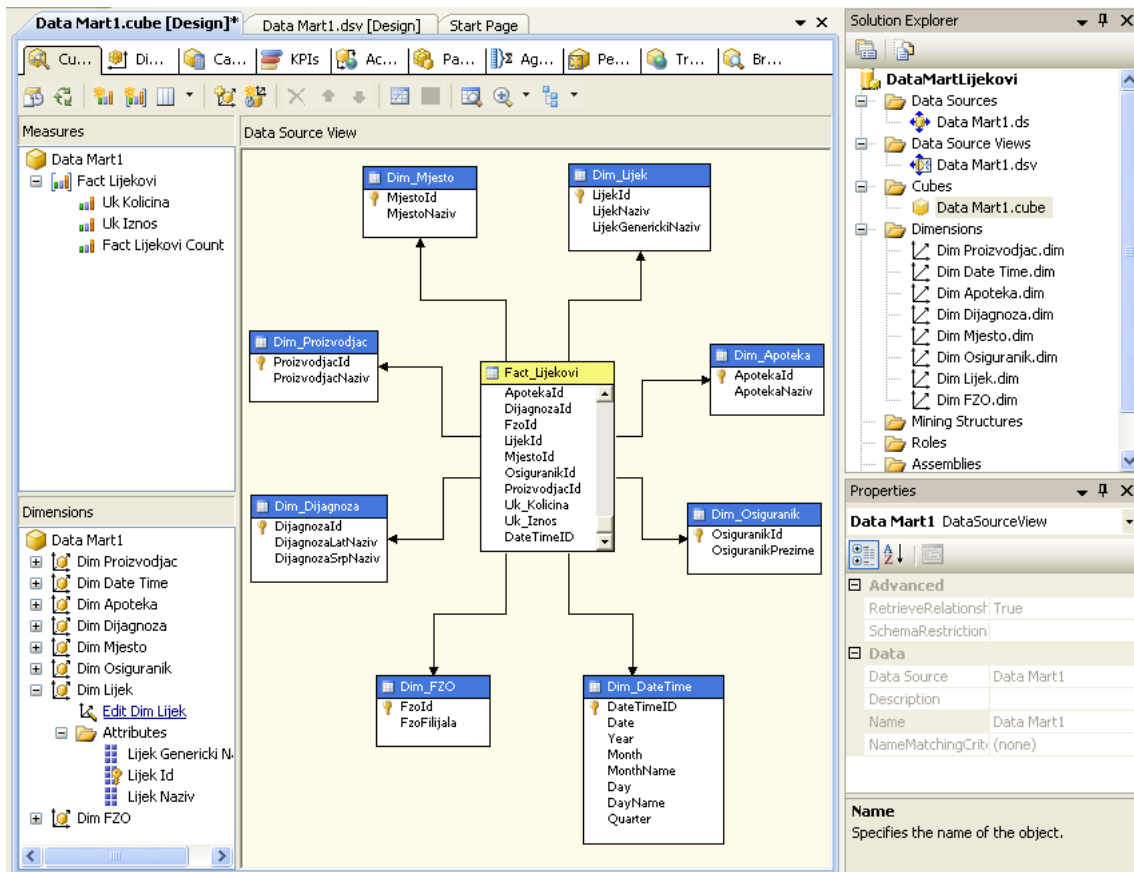 Data Mart1.cube [Design]*
Data Mart1.dsv [Design]
Start Page
Cu...
Di...
Ca...
KPIs
Ac...
Pa...
Ag...
Pe...
Tr...
Br...
Measures
Data Mart1
Fact Lijekovi
Uk Kolicina
Uk Iznos
Fact Lijekovi Count
Dimensions
Data Mart1
Dim Proizvodjac
Dim Date Time
Dim Apoteka
Dim Dijagnoza
Dim Mjesto
Dim Osiguranik
Dim Lijek
Edit Dim Lijek
Attributes
Lijek Genericki N
Lijek Id
Lijek Naziv
Dim FZO
Data Source View
Dim_Mjesto
MjestoId
MjestoNaziv
Dim_Lijek
LijekId
LijekNaziv
LijekGenerickiNaziv
Dim_Proizvodjac
ProizvodjacId
ProizvodjacNaziv
Fact_Lijekovi
ApotekaId
DijagnozaId
FzoId
LijekId
MjestoId
OsiguranikId
ProizvodjacId
Uk_Kolicina
Uk_Iznos
DateTimeID
Dim_Apoteka
ApotekaId
ApotekaNaziv
Dim_Dijagnoza
DijagnozaId
DijagnozaLatNaziv
DijagnozaSrpNaziv
Dim_Osiguranik
OsiguranikId
OsiguranikPrezime
Dim_FZO
FzoId
FzoFilijala
Dim_DateTime
DateTimeID
Date
Year
Month
MonthName
Day
DayName
Quarter
Solution Explorer
DataMartLijekovi
Data Sources
Data Mart1.ds
Data Source Views
Data Mart1.dsv
Cubes
Data Mart1.cube
Dimensions
Dim Proizvodjac.dim
Dim Date Time.dim
Dim Apoteka.dim
Dim Dijagnoza.dim
Dim Mjesto.dim
Dim Osiguranik.dim
Dim Lijek.dim
Dim FZO.dim
Mining Structures
Roles
Assemblies
Properties
Data Mart1 DataSourceView
Advanced
RetrieveRelationsh True
SchemaRestriction
Data
Data Source Data Mart1
Description
Name Data Mart1
NameMatchingCrit (none)
Name
Specifies the name of the object.